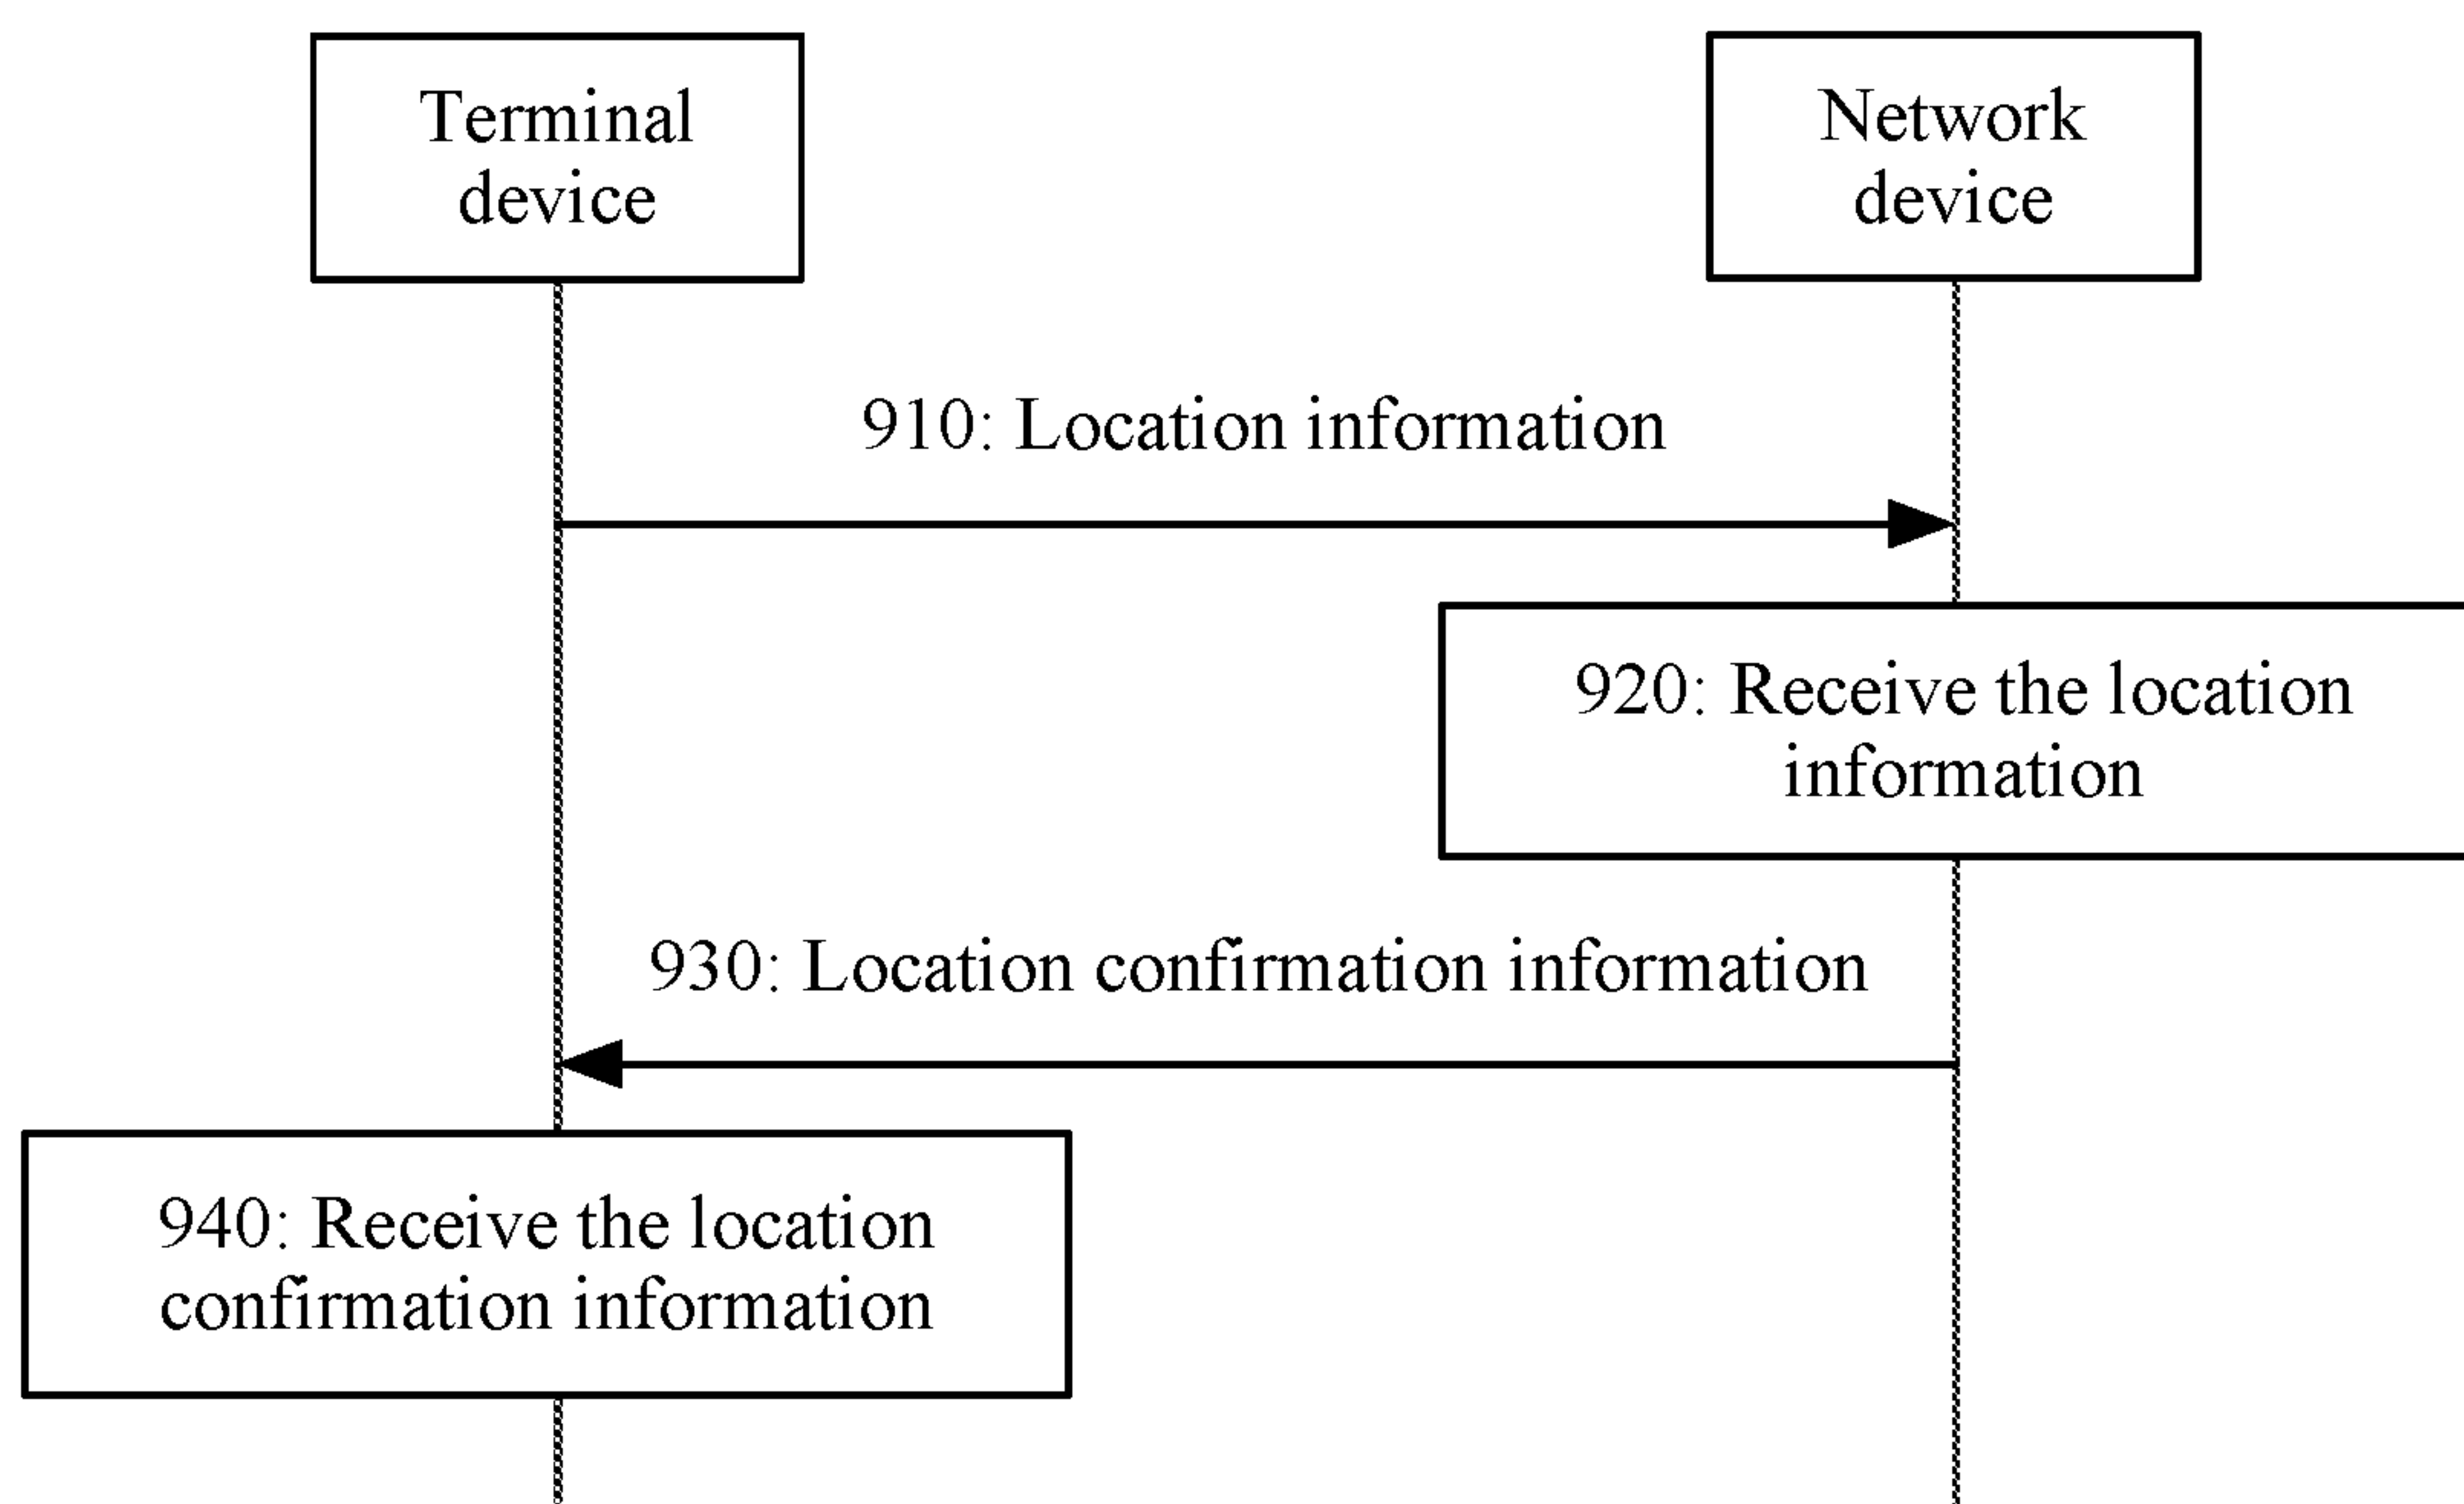 Terminal
device
Network
device
910: Location information
920: Receive the location
information
930: Location confirmation information
940: Receive the location
confirmation information